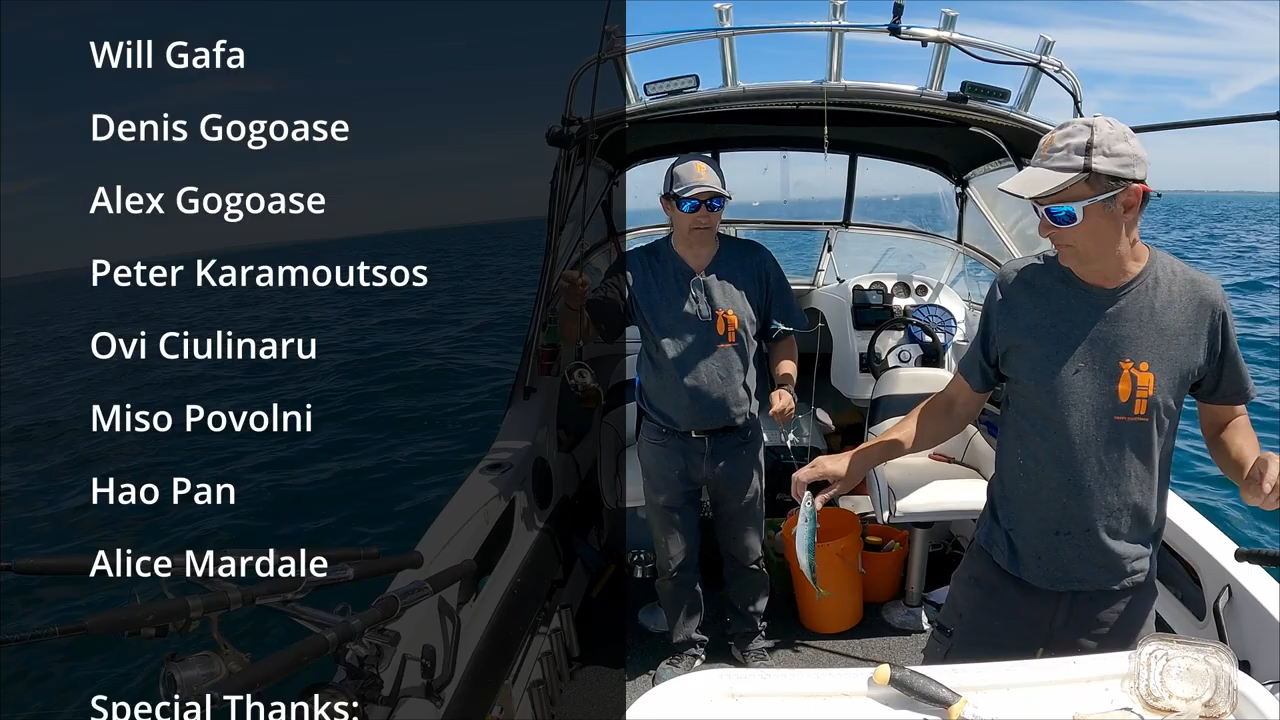 Will Gafa
Denis Gogoase
Alex Gogoase
Peter Karamoutsos
Ovi Ciulinaru
Miso Povolni
Hao Pan
Alice Mardale
Special Thanks: